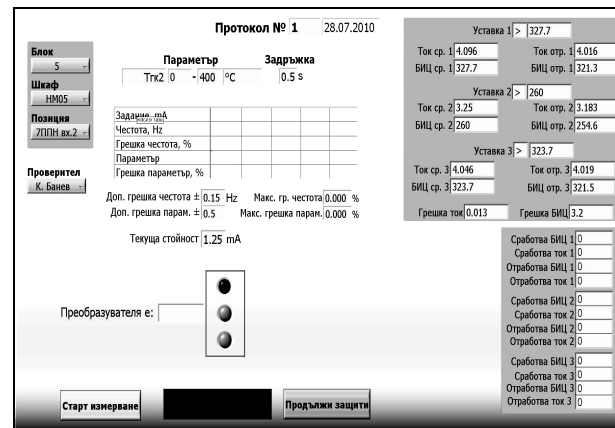 Протокол № 1 28.07.2010
Блок
5
Шкаф
HM05
Позиция
7ППН вх.2
Проверител
К. Банев
Параметър Задръжка
Тгк2 0 - 400 °C 0.5 s
Задание, mA
Честота, Hz
Грешка честота, %
Параметър
Грешка параметър, %
Доп. грешка честота ± 0.15 Hz Макс. гр. честота 0.000 %
Доп. грешка парам. ± 0.5 Макс. грешка парам. 0.000 %
Текуща стойност 1.25 mA
Преобразувателя е:
Старт измерване
Продължи защити
Уставка 1 > 327.7
Ток ср. 1 4.096 Ток отр. 1 4.016
БИЦ ср. 1 327.7 БИЦ отр. 1 321.3
Уставка 2 > 260
Ток ср. 2 3.25 Ток отр. 2 3.183
БИЦ ср. 2 260 БИЦ отр. 2 254.6
Уставка 3 > 323.7
Ток ср. 3 4.046 Ток отр. 3 4.019
БИЦ ср. 3 323.7 БИЦ отр. 3 321.5
Грешка ток 0.013 Грешка БИЦ 3.2
Сработва БИЦ 1 0
Сработва ток 1 0
Отработва БИЦ 1 0
Отработва ток 1 0
Сработва БИЦ 2 0
Сработва ток 2 0
Отработва БИЦ 2 0
Отработва ток 2 0
Сработва БИЦ 3 0
Сработва ток 3 0
Отработва БИЦ 3 0
Отработва ток 3 0